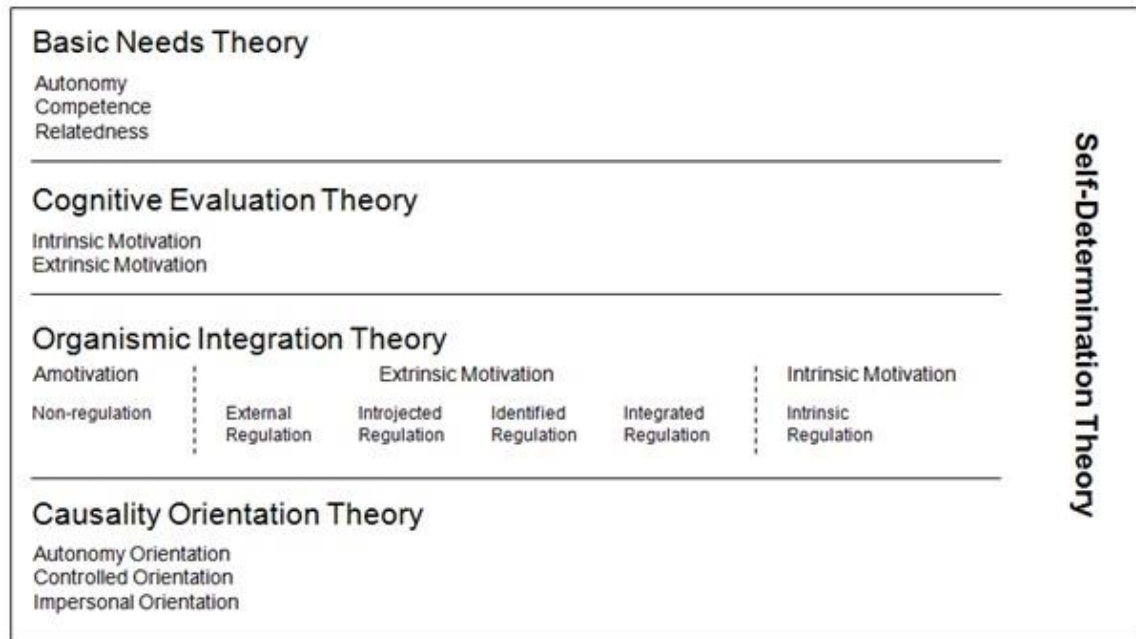 Basic Needs Theory
Autonomy
Competence
Relatedness
Cognitive Evaluation Theory
Intrinsic Motivation
Extrinsic Motivation
Organismic Integration Theory
Amotivation Extrinsic Motivation Intrinsic Motivation
Non-regulation External Introjected Identified Integrated Intrinsic
Regulation Regulation Regulation Regulation Regulation
Causality Orientation Theory
Autonomy Orientation
Controlled Orientation
Impersonal Orientation
Self-Determination Theory